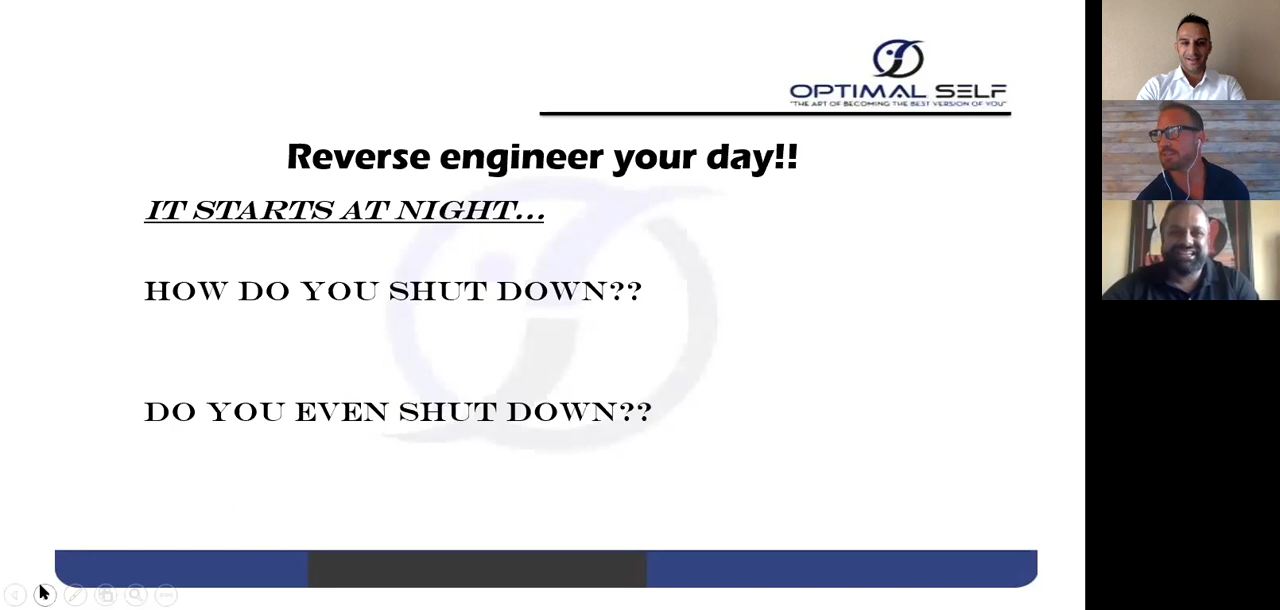 OPTIMAL SELF
"THE ART OF BECOMING THE BEST VERSION OF YOU"
Reverse engineer your day!!
IT STARTS AT NIGHT...
HOW DO YOU SHUT DOWN??
DO YOU EVEN SHUT DOWN??